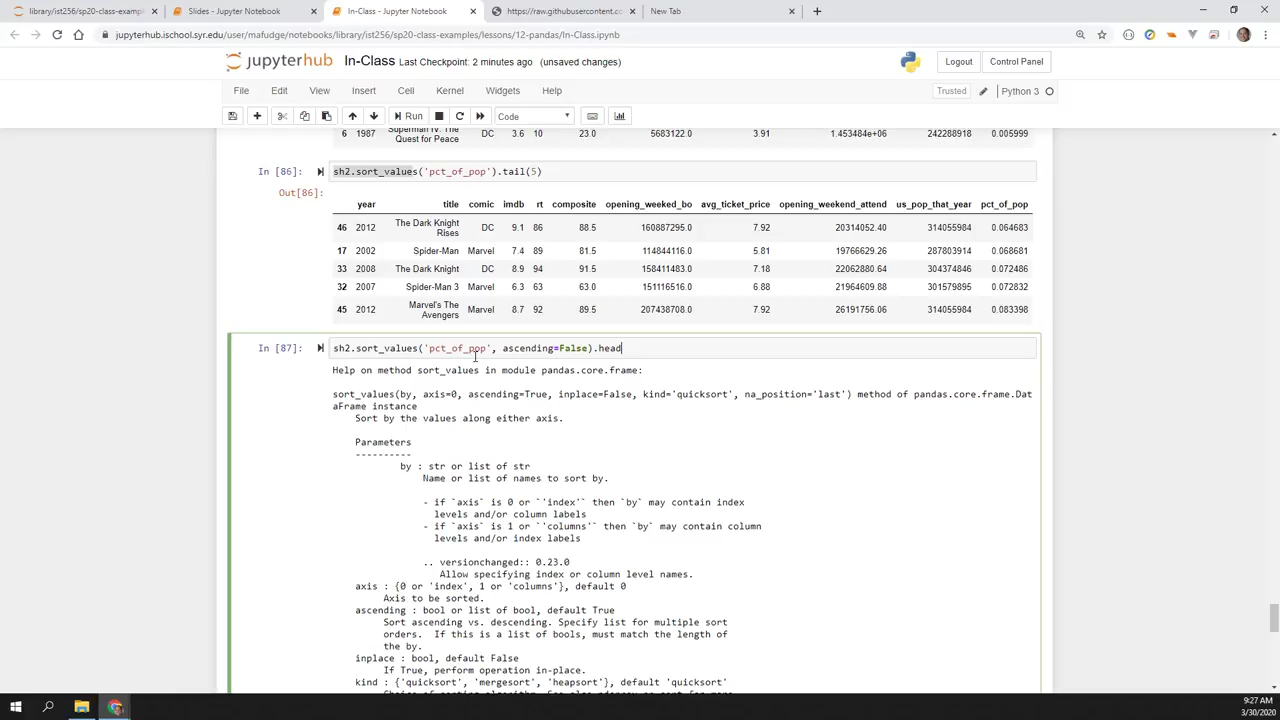 library/ist256/sp20-class-exampl
Slides - Jupyter Notebook
In-Class - Jupyter Notebook
https://raw.githubusercontent.c
New Tab
jupyterhub.ischool.syr.edu/user/mafudge/notebooks/library/ist256/sp20-class-examples/lessons/12-pandas/In-Class.ipynb
jupyterhub In-Class Last Checkpoint: 2 minutes ago (unsaved changes) Logout Control Panel
File Edit View Insert Cell Kernel Widgets Help Trusted Python 3
Run Code
6 1987 Superman IV: The Quest for Peace DC 3.6 10 23.0 5683122.0 3.91 1.453484e+06 242288918 0.005999
In [86]: sh2.sort_values('pct_of_pop').tail(5)
Out[86]:
year title comic imdb rt composite opening_weeked_bo avg_ticket_price opening_weekend_attend us_pop_that_year pct_of_pop
46 2012 The Dark Knight Rises DC 9.1 86 88.5 160887295.0 7.92 20314052.40 314055984 0.064683
17 2002 Spider-Man Marvel 7.4 89 81.5 114844116.0 5.81 19766629.26 287803914 0.068681
33 2008 The Dark Knight DC 8.9 94 91.5 158411483.0 7.18 22062880.64 304374846 0.072486
32 2007 Spider-Man 3 Marvel 6.3 63 63.0 151116516.0 6.88 21964609.88 301579895 0.072832
45 2012 Marvel's The Avengers Marvel 8.7 92 89.5 207438708.0 7.92 26191756.06 314055984 0.083398
In [87]: sh2.sort_values('pct_of_pop', ascending=False).head
Help on method sort_values in module pandas.core.frame:
sort_values(by, axis=0, ascending=True, inplace=False, kind='quicksort', na_position='last') method of pandas.core.frame.Dat
aFrame instance
Sort by the values along either axis.
Parameters
----------
by : str or list of str
Name or list of names to sort by.
- if `axis` is 0 or `'index'` then `by` may contain index
levels and/or column labels
- if `axis` is 1 or `'columns'` then `by` may contain column
levels and/or index labels
.. versionchanged:: 0.23.0
Allow specifying index or column level names.
axis : {0 or 'index', 1 or 'columns'}, default 0
Axis to be sorted.
ascending : bool or list of bool, default True
Sort ascending vs. descending. Specify list for multiple sort
orders. If this is a list of bools, must match the length of
the by.
inplace : bool, default False
If True, perform operation in-place.
kind : {'quicksort', 'mergesort', 'heapsort'}, default 'quicksort'
9:27 AM
3/30/2020